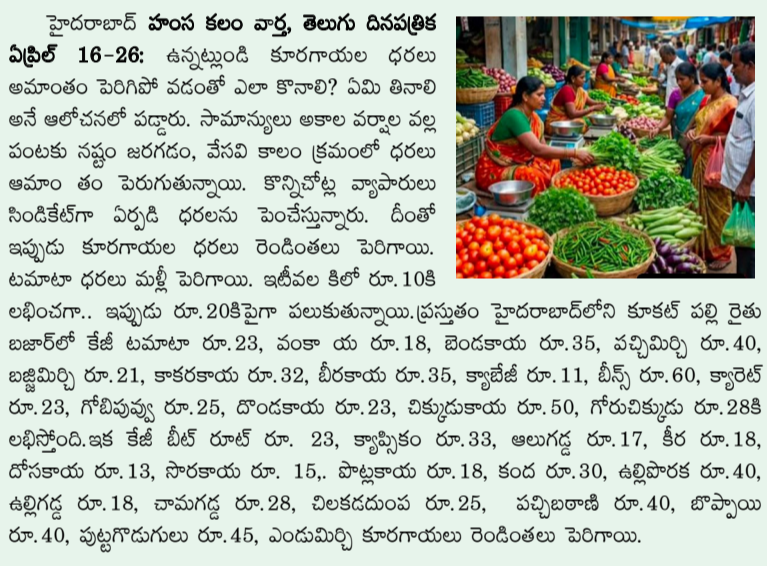 హైదరాబాద్ హంస కలం వార్త, తెలుగు దినపత్రిక
ఏప్రిల్ 16-26: ఉన్నట్లుండి కూరగాయల ధరలు
అమాంతం పెరిగిపో వడంతో ఎలా కొనాలి? ఏమి తినాలి
అనే ఆలోచనలో పడ్డారు. సామాన్యులు అకాల వర్షాల వల్ల
పంటకు నష్టం జరగడం, వేసవి కాలం క్రమంలో ధరలు
ఆమాం తం పెరుగుతున్నాయి. కొన్నిచోట్ల వ్యాపారులు
సిండికేట్‌గా ఏర్పడి ధరలను పెంచేస్తున్నారు. దీంతో
ఇప్పుడు కూరగాయల ధరలు రెండింతలు పెరిగాయి.
టమాటా ధరలు మళ్లీ పెరిగాయి. ఇటీవల కిలో రూ.10కి
లభించగా.. ఇప్పుడు రూ.20కిపైగా పలుకుతున్నాయి.ప్రస్తుతం హైదరాబాద్‌లోని కూకట్ పల్లి రైతు
బజార్‌లో కేజీ టమాటా రూ.23, వంకా య రూ.18, బెండకాయ రూ.35, పచ్చిమిర్చి రూ.40,
బజ్జిమిర్చి రూ.21, కాకరకాయ రూ.32, బీరకాయ రూ.35, క్యాబేజీ రూ.11, బీన్స్ రూ.60, క్యారెట్
రూ.23, గోబిపువ్వు రూ.25, దొండకాయ రూ.23, చిక్కుడుకాయ రూ.50, గోరుచిక్కుడు రూ.28కి
లభిస్తోంది.ఇక కేజీ బీట్ రూట్ రూ. 23, క్యాప్సికం రూ.33, ఆలుగడ్డ రూ.17, కీర రూ.18,
దోసకాయ రూ.13, సొరకాయ రూ. 15,. పొట్లకాయ రూ.18, కంద రూ.30, ఉల్లిపొరక రూ.40,
ఉల్లిగడ్డ రూ.18, చామగడ్డ రూ.28, చిలకడదుంప రూ.25, పచ్చిబఠాణి రూ.40, బొప్పాయి
రూ.40, పుట్టగొడుగులు రూ.45, ఎండుమిర్చి కూరగాయలు రెండింతలు పెరిగాయి.